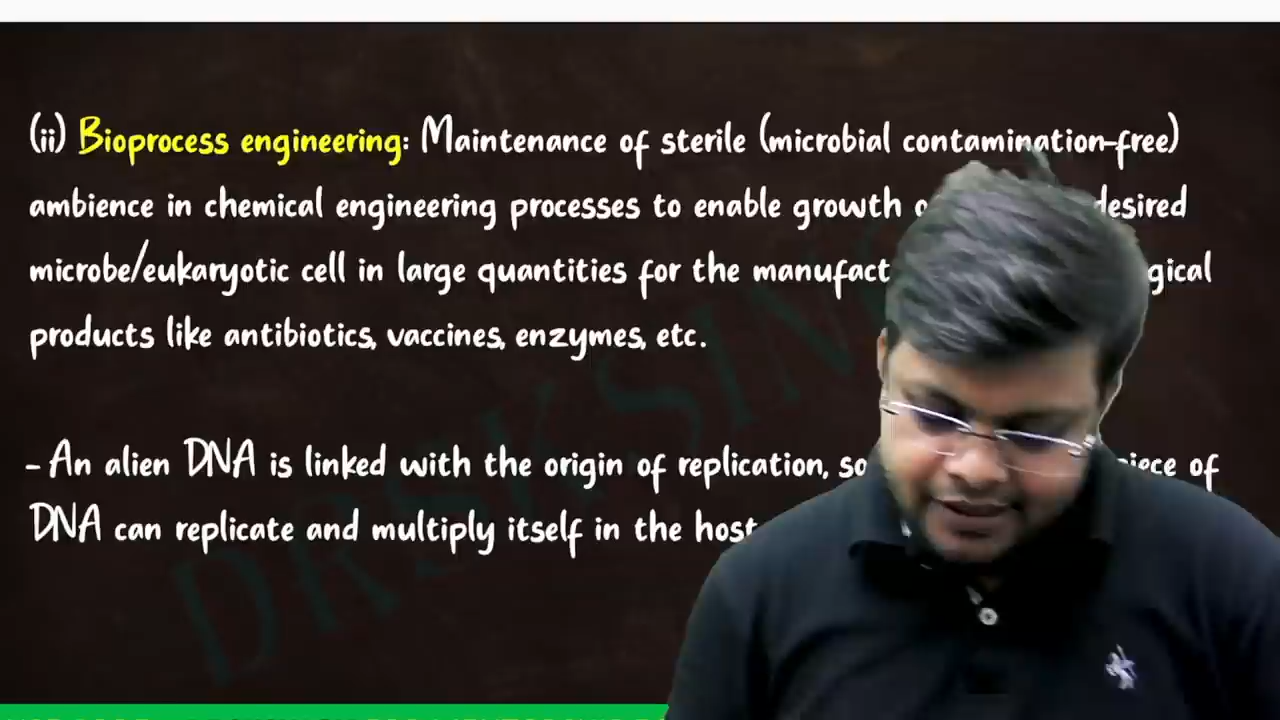 (ii) Bioprocess engineering: Maintenance of sterile (microbial contamination-free)
ambience in chemical engineering processes to enable growth desired
microbe/eukaryotic cell in large quantities for the
products like antibiotics, vaccines, enzymes, etc.
- An alien DNA is linked with the origin of replication, so of
DNA can replicate and multiply itself in the host